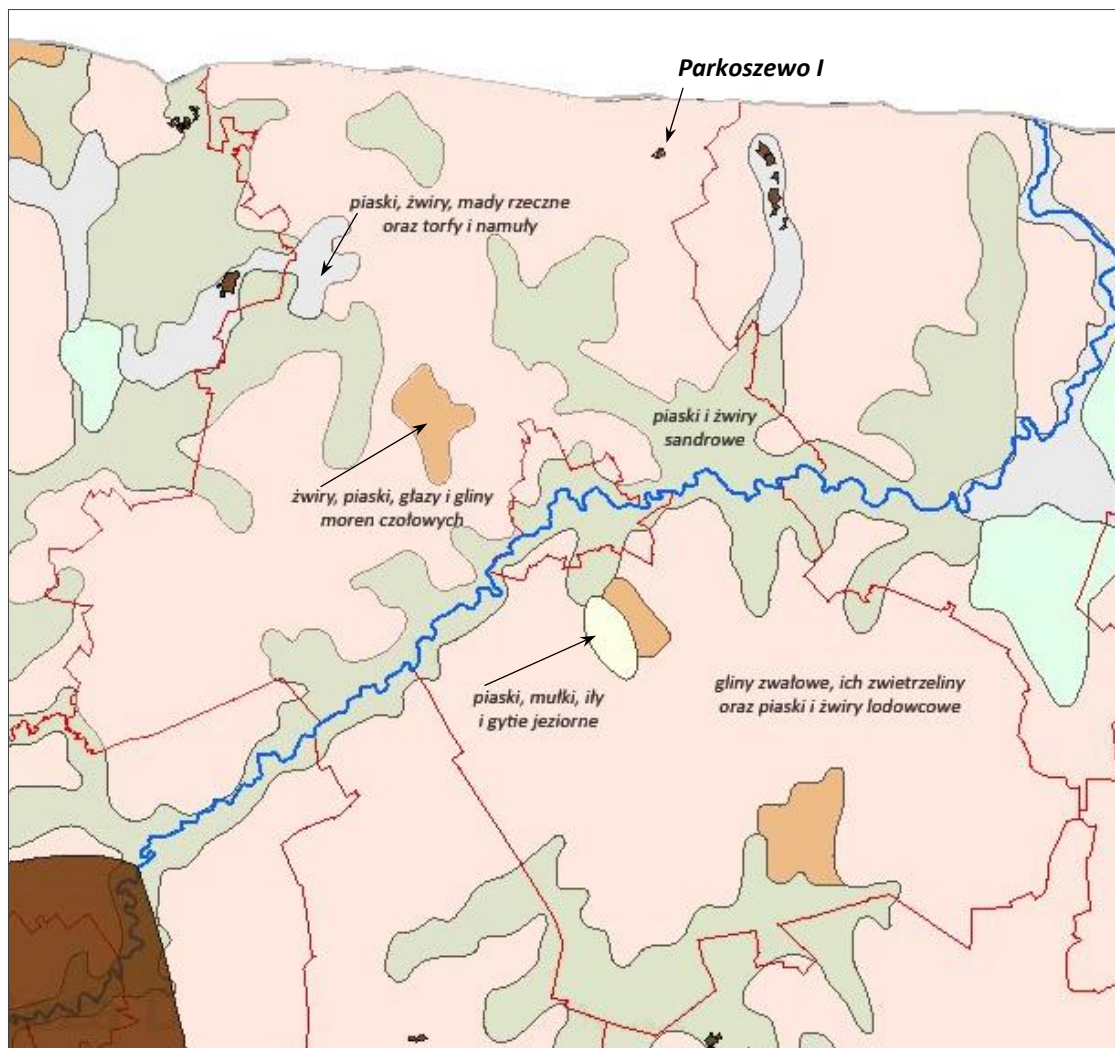 Parkoszewo I
piaski, żwiry, mady rzeczne
oraz torfy i namuły
piaski i żwiry
sandrowe
żwiry, piaski, głazy i gliny
moren czołowych
piaski, mułki, iły
i gytie jeziorne
gliny zwałowe, ich zwietrzeliny
oraz piaski i żwiry lodowcowe